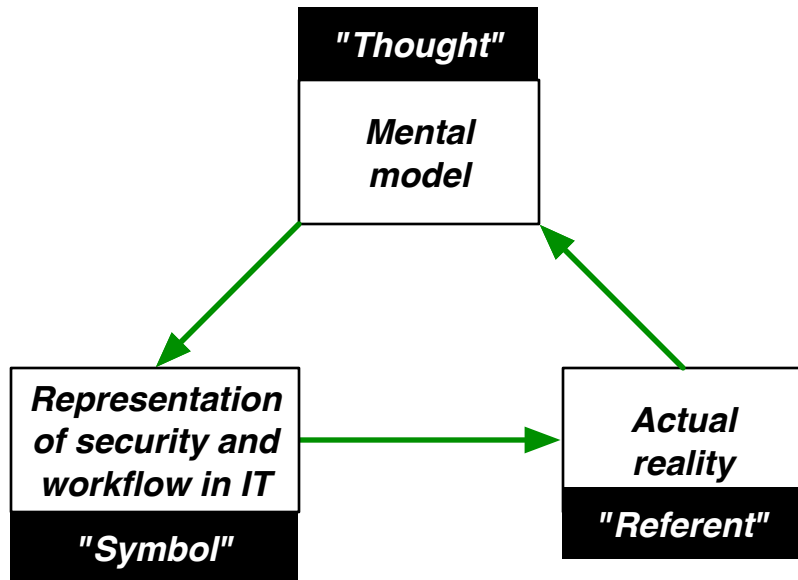 "Thought"
Mental
model
Representation
of security and
workflow in IT
"Symbol"
Actual
reality
"Referent"